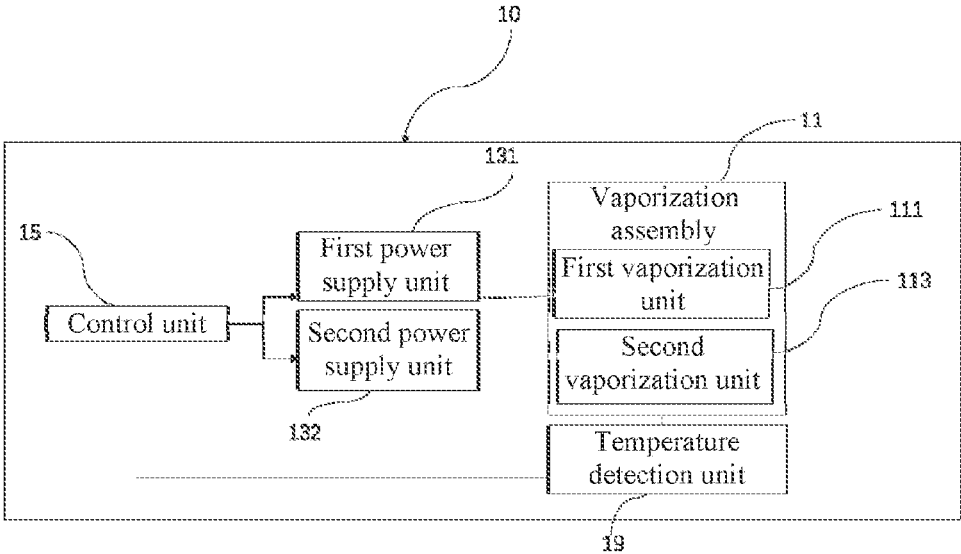 10
11
131
Vaporization
assembly
111
15
First power
supply unit
First vaporization
unit
113
Control unit
Second power
supply unit
Second
vaporization unit
132
Temperature
detection unit
19